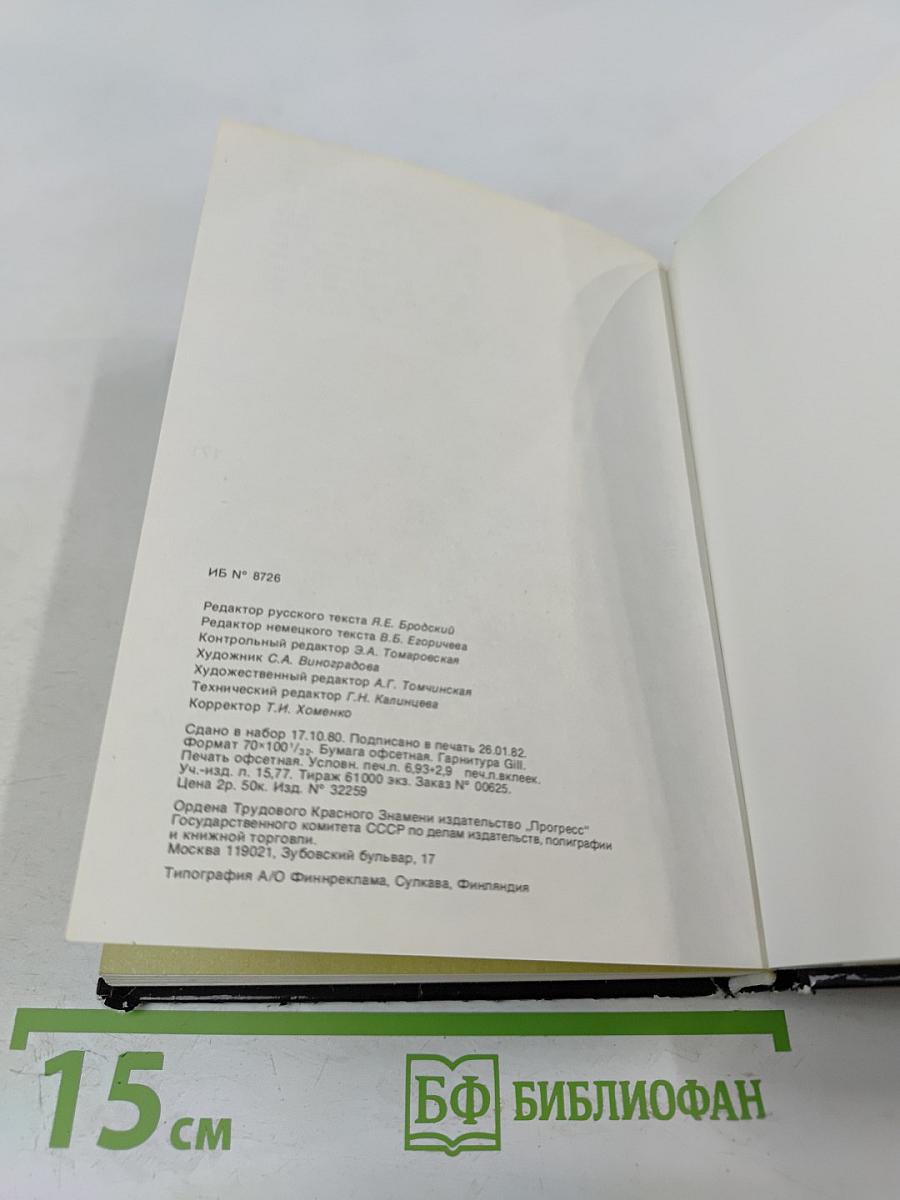 ИБ № 8726
Редактор русского текста Я.Е. Бродский
Редактор немецкого текста В.Б. Егоричева
Контрольный редактор Э.А. Томаровская
Художник С.А. Виноградова
Художественный редактор А.Г. Томчинская
Технический редактор Г.Н. Калинцева
Корректор Т.И. Хоменко
Сдано в набор 17.10.80. Подписано в печать 26.01.82.
Формат 70×100¹/₃₂. Бумага офсетная. Гарнитура Gill.
Печать офсетная. Условн. печ.л. 6,93+2,9 печ.л.вклеек.
Уч.-изд. л. 15,77. Тираж 61000 экз. Заказ № 00625.
Цена 2р. 50к. Изд. № 32259
Ордена Трудового Красного Знамени издательство „Прогресс"
Государственного комитета СССР по делам издательств, полиграфии
и книжной торговли.
Москва 119021, Зубовский бульвар, 17
Типография А/О Финнреклама, Сулкава, Финляндия
15 см
БФ БИБЛИОФАН